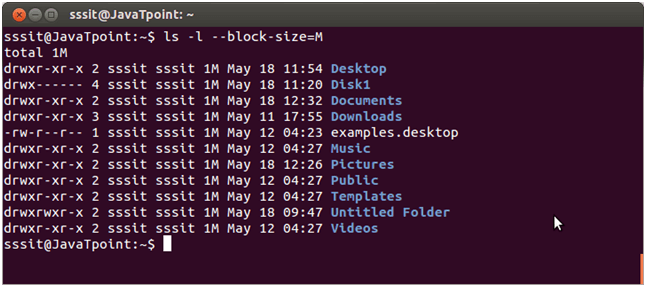 sssit@JavaTpoint: ~
sssit@JavaTpoint:~$ ls -l --block-size=M
total 1M
drwxr-xr-x 2 sssit sssit 1M May 18 11:54 Desktop
drwx------ 4 sssit sssit 1M May 18 11:20 Disk1
drwxr-xr-x 2 sssit sssit 1M May 18 12:32 Documents
drwxr-xr-x 3 sssit sssit 1M May 11 17:55 Downloads
-rw-r--r-- 1 sssit sssit 1M May 12 04:23 examples.desktop
drwxr-xr-x 2 sssit sssit 1M May 12 04:27 Music
drwxr-xr-x 2 sssit sssit 1M May 18 12:26 Pictures
drwxr-xr-x 2 sssit sssit 1M May 12 04:27 Public
drwxr-xr-x 2 sssit sssit 1M May 12 04:27 Templates
drwxrwxr-x 2 sssit sssit 1M May 18 09:47 Untitled Folder
drwxr-xr-x 2 sssit sssit 1M May 12 04:27 Videos
sssit@JavaTpoint:~$